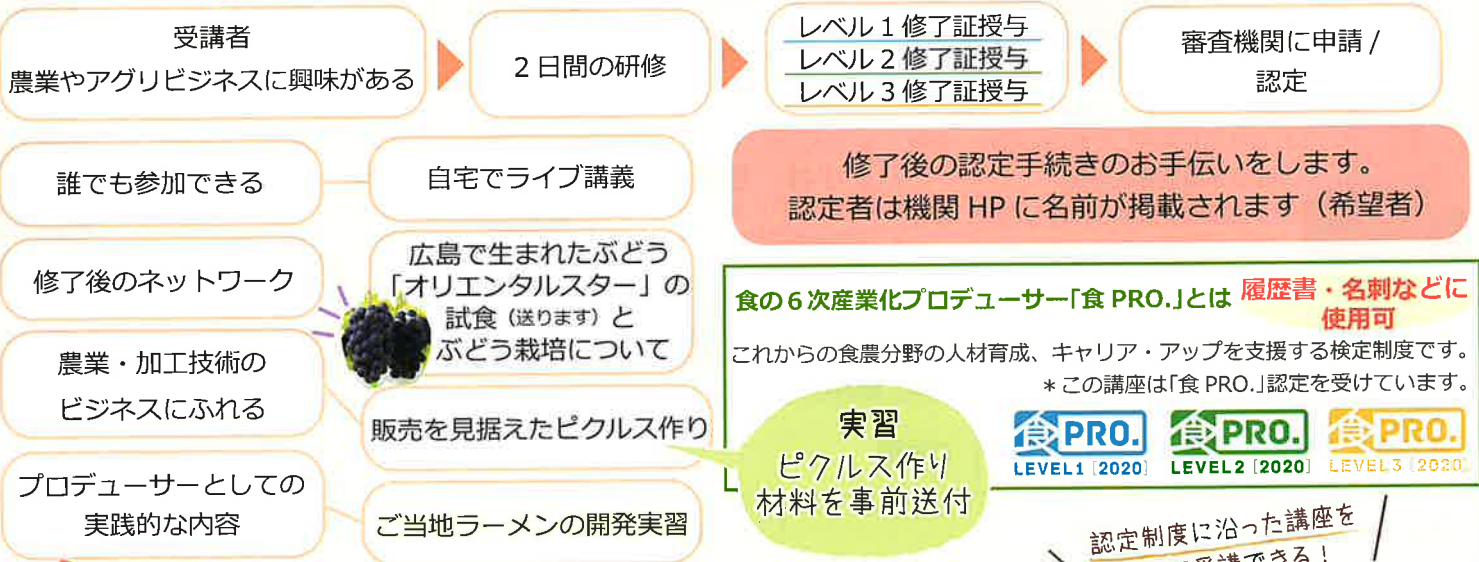 受講者
農業やアグリビジネスに興味がある
2日間の研修
レベル1修了証授与
レベル2修了証授与
レベル3修了証授与
審査機関に申請/
認定
誰でも参加できる
自宅でライブ講義
修了後の認定手続きのお手伝いをします。
認定者は機関HPに名前が掲載されます（希望者）
修了後のネットワーク
広島で生まれたぶどう
「オリエンタルスター」の
試食（送ります）と
ぶどう栽培について
農業・加工技術の
ビジネスにふれる
販売を見据えたピクルス作り
プロデューサーとしての
実践的な内容
ご当地ラーメンの開発実習
実習
ピクルス作り
材料を事前送付
食の6次産業化プロデューサー「食PRO.」とは
履歴書・名刺などに
使用可
これからの食農分野の人材育成、キャリア・アップを支援する検定制度です。
*この講座は「食PRO.」認定を受けています。
食PRO. 食PRO. 食PRO.
LEVEL1 [2020] LEVEL2 [2020] LEVEL3 [2020]
認定制度に沿った講座を
受講できる！